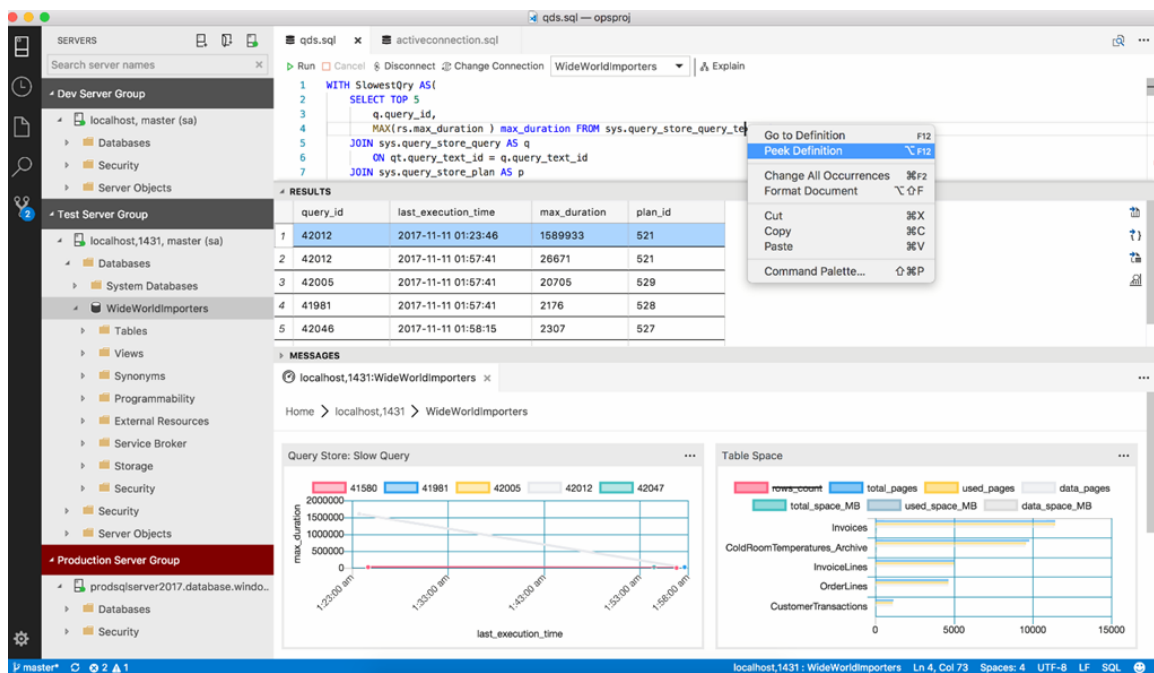 qds.sql — opsproj
SERVERS
Search server names
Dev Server Group
localhost, master (sa)
Databases
Security
Server Objects
Test Server Group
localhost,1431, master (sa)
Databases
System Databases
WideWorldImporters
Tables
Views
Synonyms
Programmability
External Resources
Service Broker
Storage
Security
Security
Server Objects
Production Server Group
prodsqlserver2017.database.windo..
Databases
Security
2
qds.sql × activeconnection.sql
Run Cancel Disconnect Change Connection WideWorldImporters Explain
1 WITH SlowestQry AS(
2 SELECT TOP 5
3 q.query_id,
4 MAX(rs.max_duration ) max_duration FROM sys.query_store_query_te
5 JOIN sys.query_store_query AS q
6 ON qt.query_text_id = q.query_text_id
7 JOIN sys.query_store_plan AS p
Go to Definition F12
Peek Definition ⌥F12
Change All Occurrences ⌘F2
Format Document ⌥⇧F
Cut ⌘X
Copy ⌘C
Paste ⌘V
Command Palette... ⇧⌘P
RESULTS
query_id last_execution_time max_duration plan_id
1 42012 2017-11-11 01:23:46 1589933 521
2 42012 2017-11-11 01:57:41 26671 521
3 42005 2017-11-11 01:57:41 20705 529
4 41981 2017-11-11 01:57:41 2176 528
5 42046 2017-11-11 01:58:15 2307 527
MESSAGES
localhost,1431:WideWorldImporters ×
Home > localhost,1431 > WideWorldImporters
Query Store: Slow Query
41580 41981 42005 42012 42047
max_duration
2000000
1500000
1000000
500000
0
1:23:00 am 1:33:00 am 1:43:00 am 1:53:00 am 1:58:00 am
last_execution_time
Table Space
rows_count total_pages used_pages data_pages
total_space_MB used_space_MB data_space_MB
Invoices
ColdRoomTemperatures_Archive
InvoiceLines
OrderLines
CustomerTransactions
0 5000 10000 15000
master* 2 1 localhost,1431 : WideWorldImporters Ln 4, Col 73 Spaces: 4 UTF-8 LF SQL